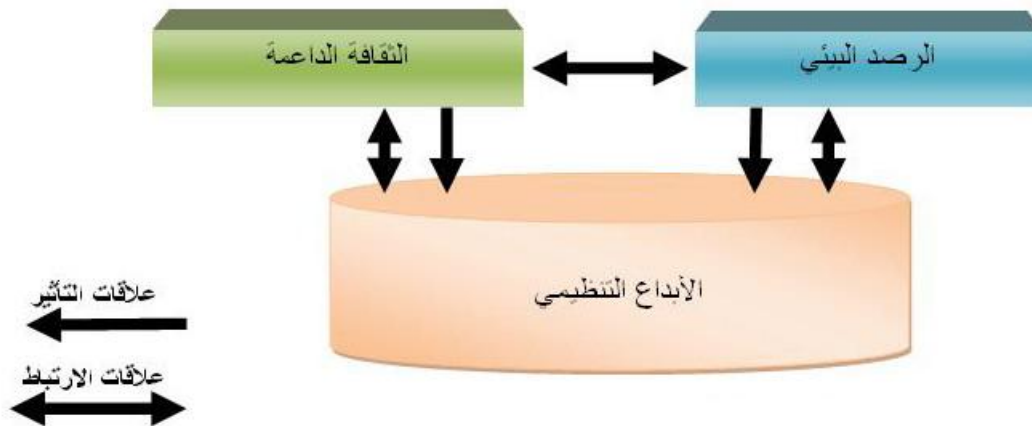 الرصد البيئي
الثقافة الداعمة
الأبداع التنظيمي
علاقات التأثير
علاقات الارتباط